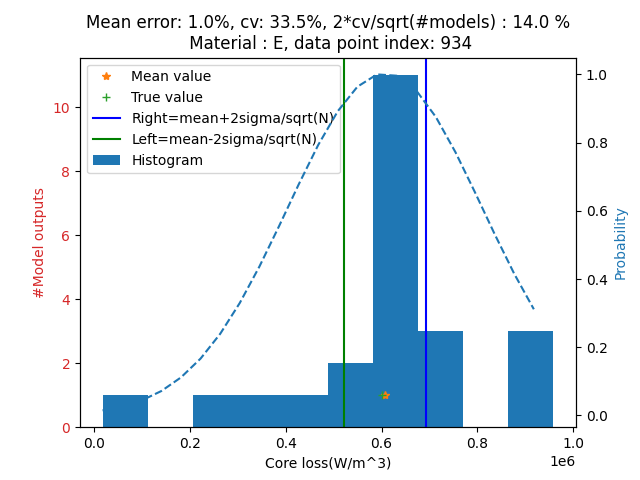 Mean error: 1.0%, cv: 33.5%, 2*cv/sqrt(#models) : 14.0 %
Material : E, data point index: 934
Mean value
True value
Right=mean+2sigma/sqrt(N)
Left=mean-2sigma/sqrt(N)
Histogram
#Model outputs
10
8
6
4
2
0
1.0
0.8
0.6
0.4
0.2
0.0
Probability
0.0 0.2 0.4 0.6 0.8 1.0
1e6
Core loss(W/m^3)